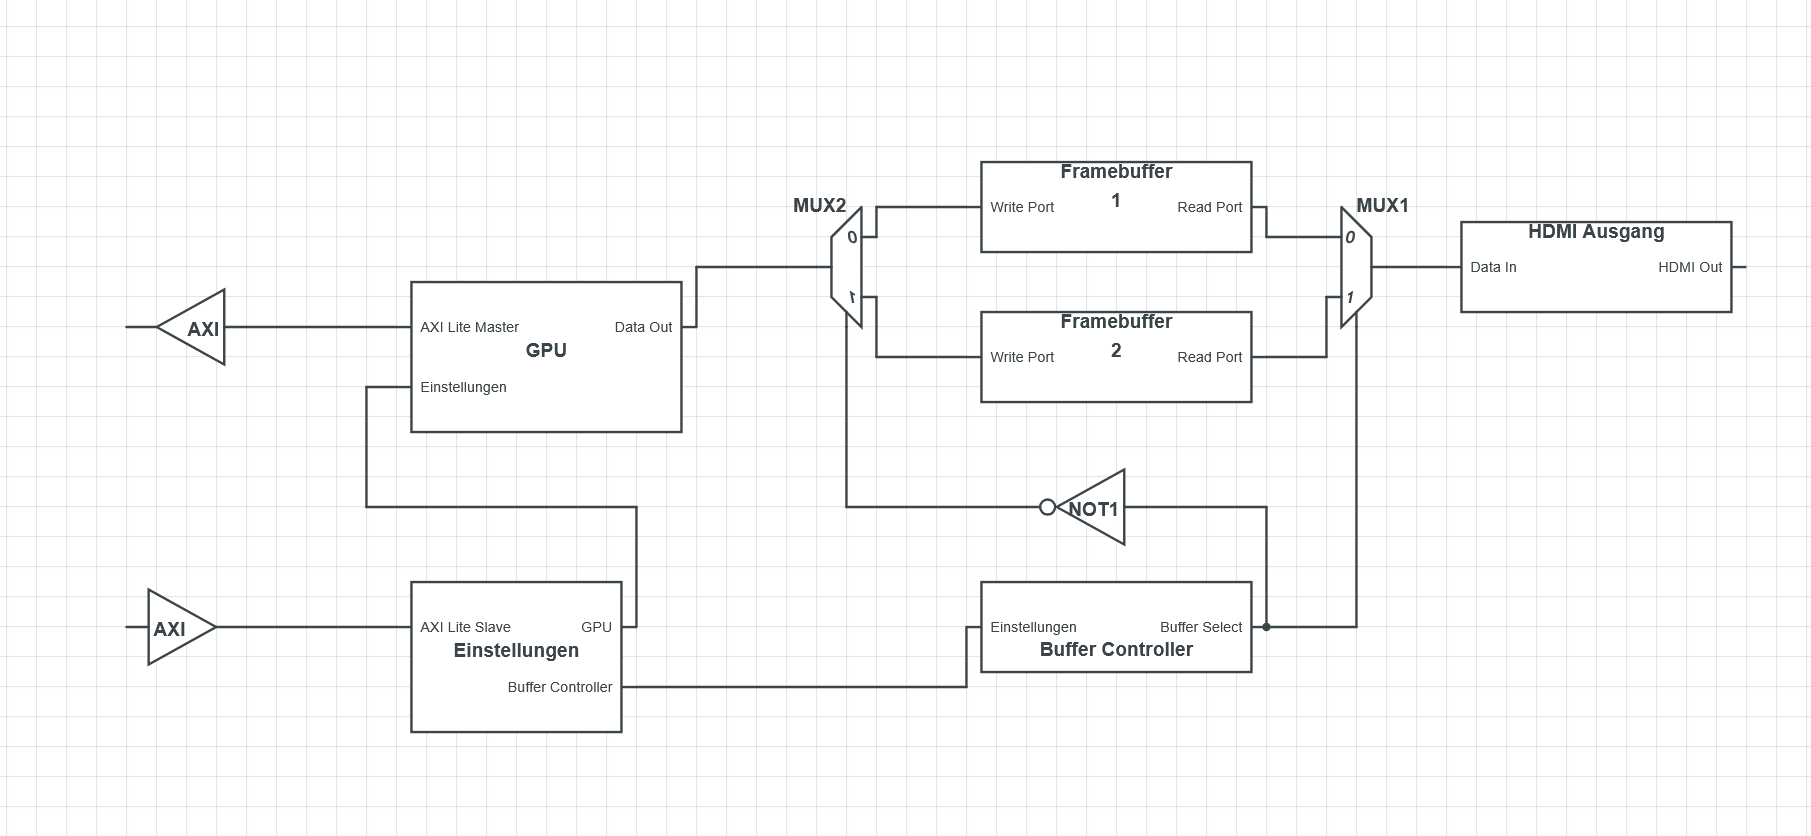 Framebuffer
1
Write Port
Read Port
MUX2
0
1
MUX1
0
1
HDMI Ausgang
Data In
HDMI Out
Framebuffer
2
Write Port
Read Port
AXI
AXI Lite Master
Data Out
GPU
Einstellungen
NOT1
AXI
AXI Lite Slave
GPU
Einstellungen
Buffer Controller
Einstellungen
Buffer Select
Buffer Controller